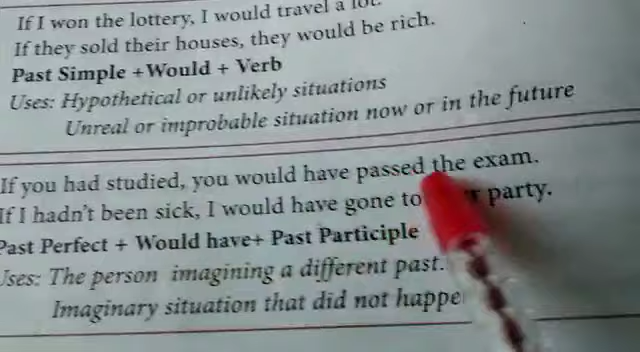 If I won the lottery, I would travel a lot.
If they sold their houses, they would be rich.
Past Simple +Would + Verb
Uses: Hypothetical or unlikely situations
Unreal or improbable situation now or in the future
If you had studied, you would have passed the exam.
If I hadn't been sick, I would have gone to party.
Past Perfect + Would have+ Past Participle
Uses: The person imagining a different past.
Imaginary situation that did not